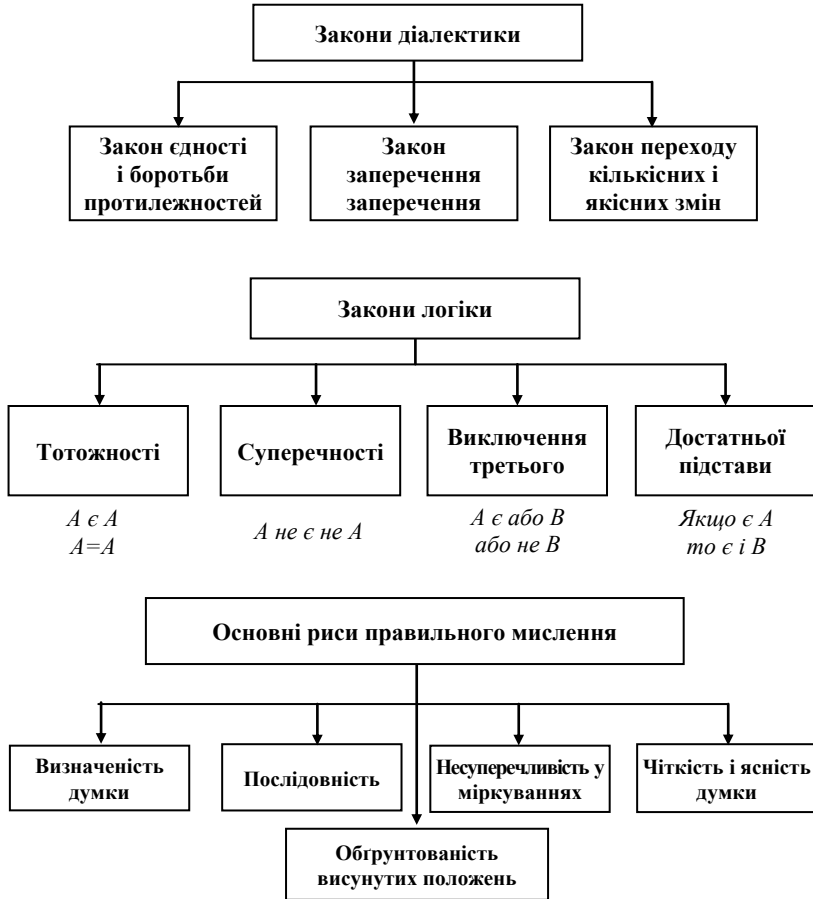 Закони діалектики
Закон єдності
і боротьби
протилежностей
Закон
заперечення
заперечення
Закон переходу
кількісних і
якісних змін
Закони логіки
Тотожності
Суперечності
Виключення
третього
Достатньої
підстави
А є А
А=А
А не є не А
А є або В
або не В
Якщо є А
то є і В
Основні риси правильного мислення
Визначеність
думки
Послідовність
Несуперечливість у
міркуваннях
Чіткість і ясність
думки
Обґрунтованість
висунутих положень